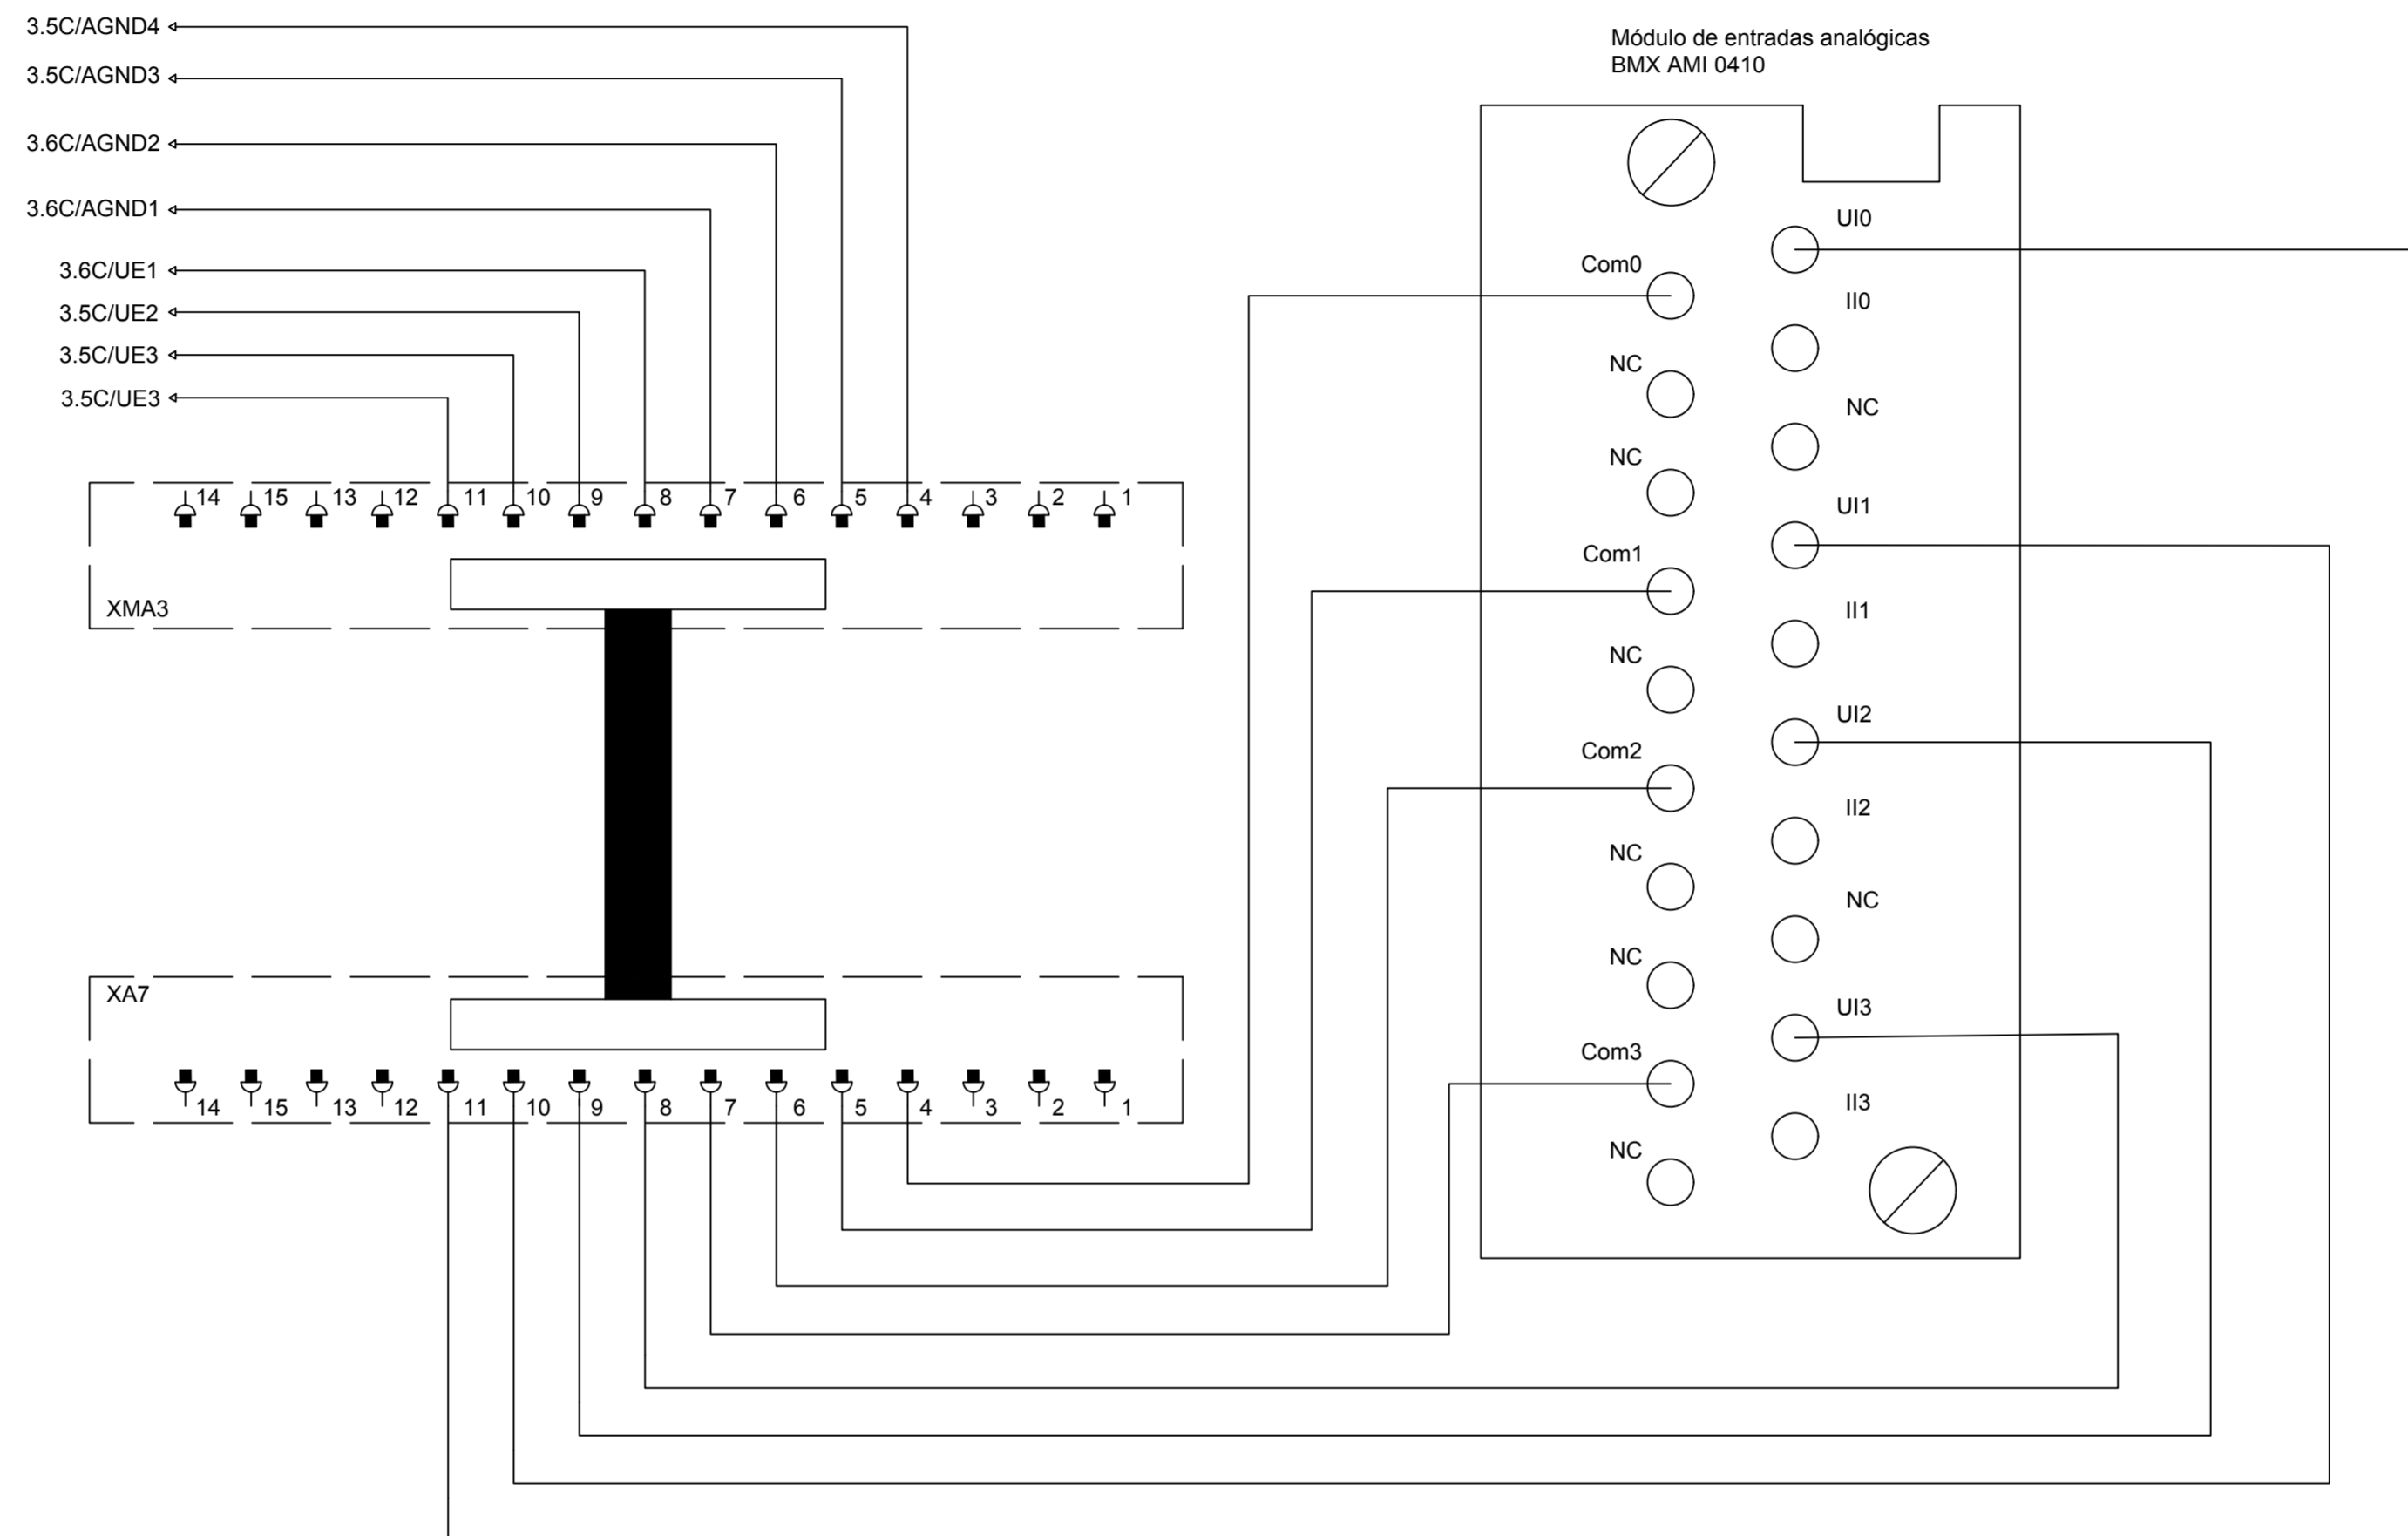 3.5C/AGND4
3.5C/AGND3
3.6C/AGND2
3.6C/AGND1
3.6C/UE1
3.5C/UE2
3.5C/UE3
3.5C/UE3
14 15 13 12 11 10 9 8 7 6 5 4 3 2 1
XMA3
XA7
14 15 13 12 11 10 9 8 7 6 5 4 3 2 1
Módulo de entradas analógicas
BMX AMI 0410
UI0
Com0
II0
NC
NC
NC
UI1
Com1
II1
NC
UI2
Com2
II2
NC
NC
NC
UI3
Com3
II3
NC